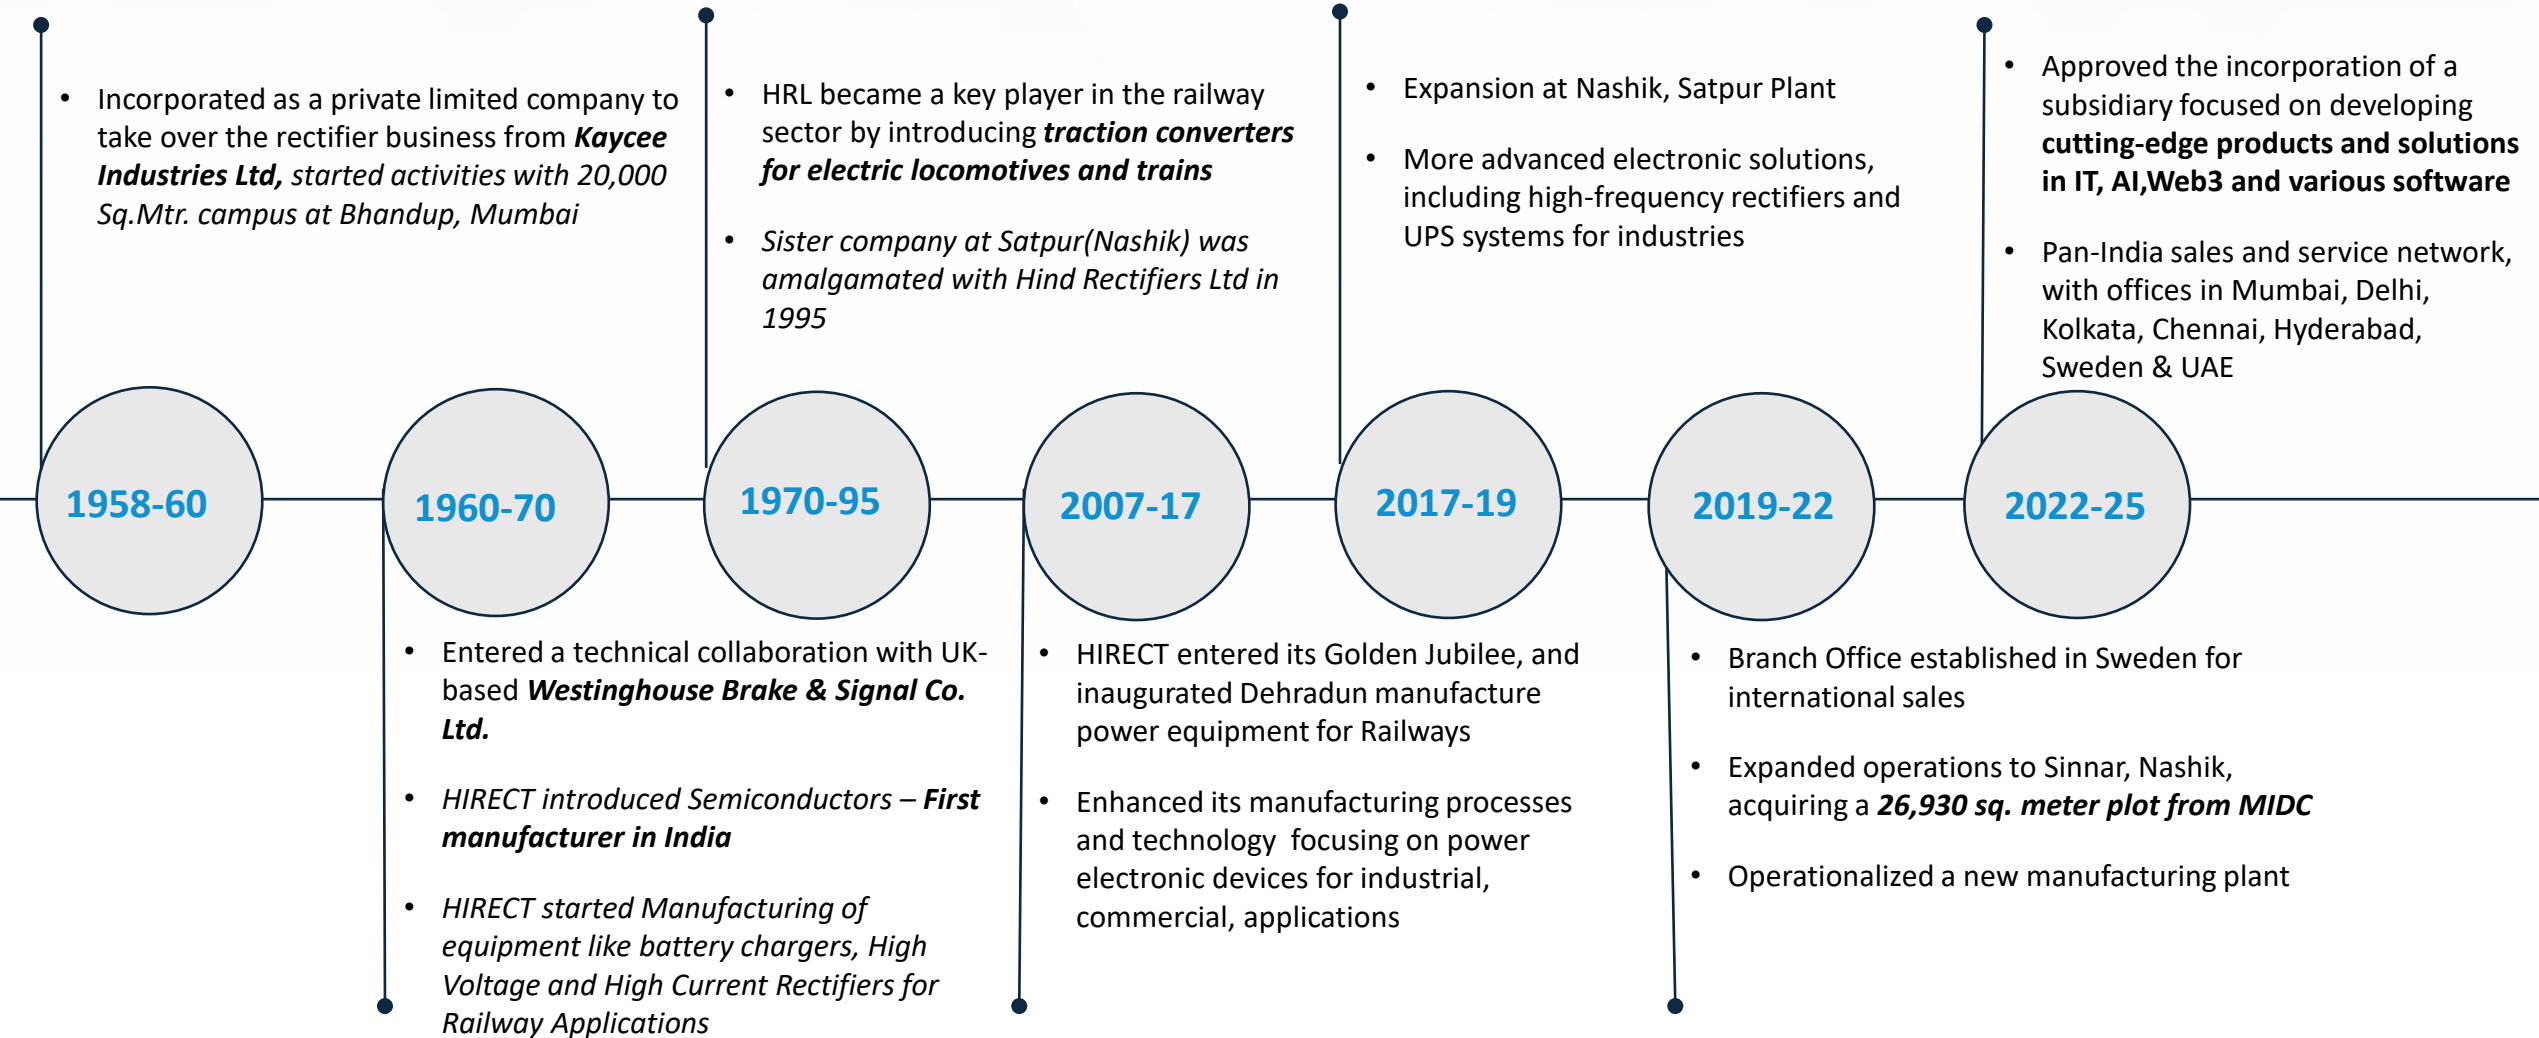 • Incorporated as a private limited company to
take over the rectifier business from Kaycee
Industries Ltd, started activities with 20,000
Sq.Mtr. campus at Bhandup, Mumbai
• HRL became a key player in the railway
sector by introducing traction converters
for electric locomotives and trains
• Sister company at Satpur(Nashik) was
amalgamated with Hind Rectifiers Ltd in
1995
• Expansion at Nashik, Satpur Plant
• More advanced electronic solutions,
including high-frequency rectifiers and
UPS systems for industries
• Approved the incorporation of a
subsidiary focused on developing
cutting-edge products and solutions
in IT, AI,Web3 and various software
• Pan-India sales and service network,
with offices in Mumbai, Delhi,
Kolkata, Chennai, Hyderabad,
Sweden & UAE
1958-60
1960-70
1970-95
2007-17
2017-19
2019-22
2022-25
• Entered a technical collaboration with UK-
based Westinghouse Brake & Signal Co.
Ltd.
• HIRECT introduced Semiconductors – First
manufacturer in India
• HIRECT started Manufacturing of
equipment like battery chargers, High
Voltage and High Current Rectifiers for
Railway Applications
• HIRECT entered its Golden Jubilee, and
inaugurated Dehradun manufacture
power equipment for Railways
• Enhanced its manufacturing processes
and technology  focusing on power
electronic devices for industrial,
commercial, applications
• Branch Office established in Sweden for
international sales
• Expanded operations to Sinnar, Nashik,
acquiring a 26,930 sq. meter plot from MIDC
• Operationalized a new manufacturing plant